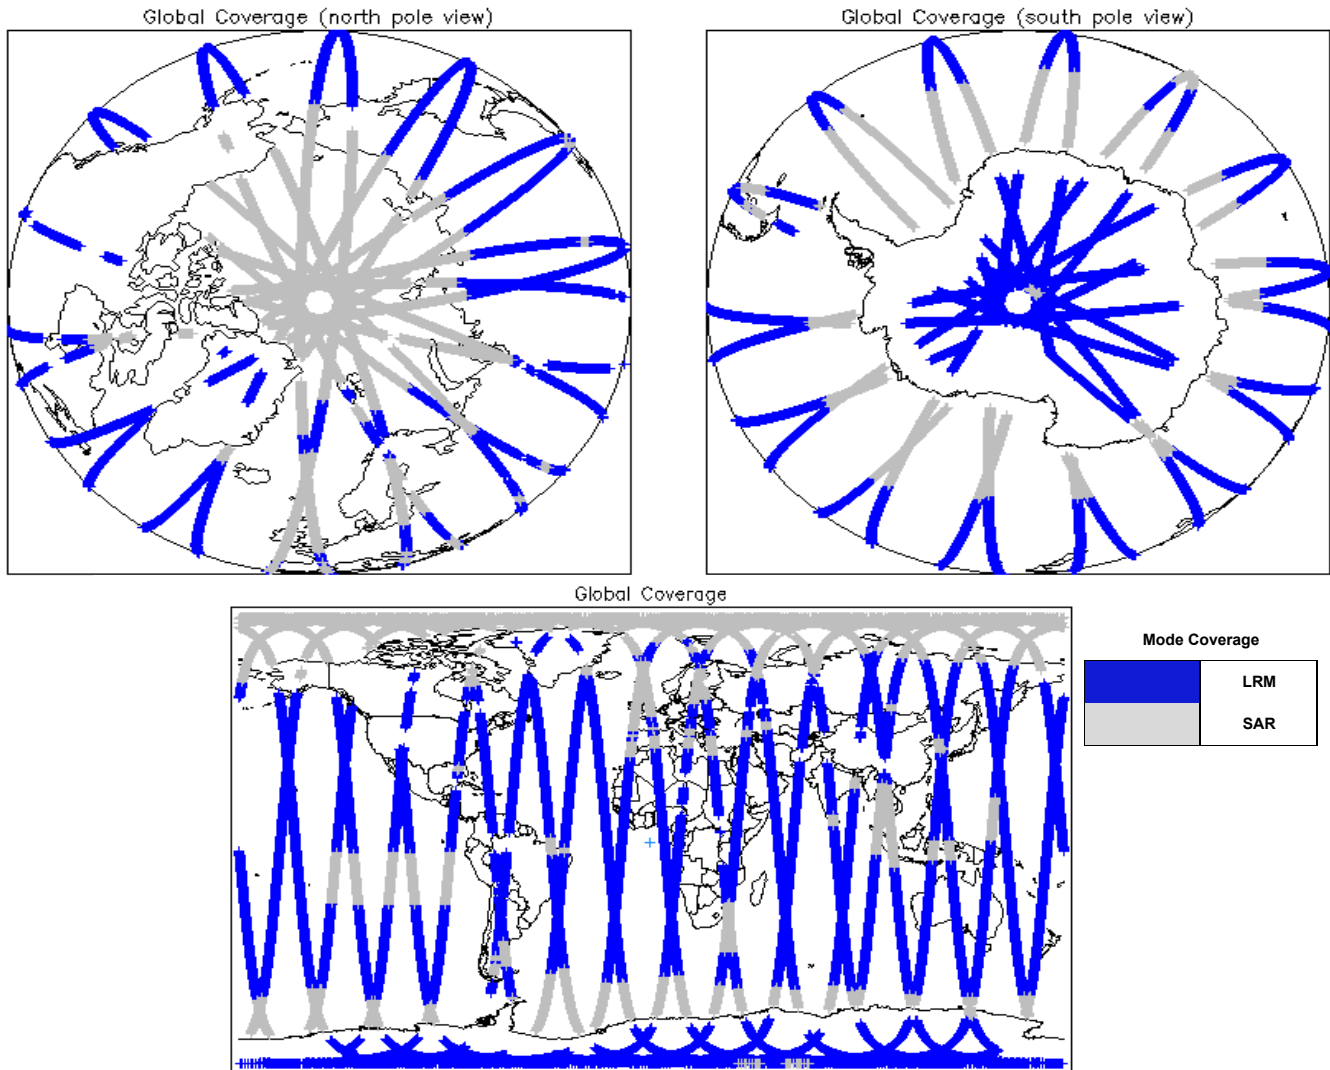 Global Coverage (north pole view)
Global Coverage (south pole view)
Global Coverage
Mode Coverage
LRM
SAR